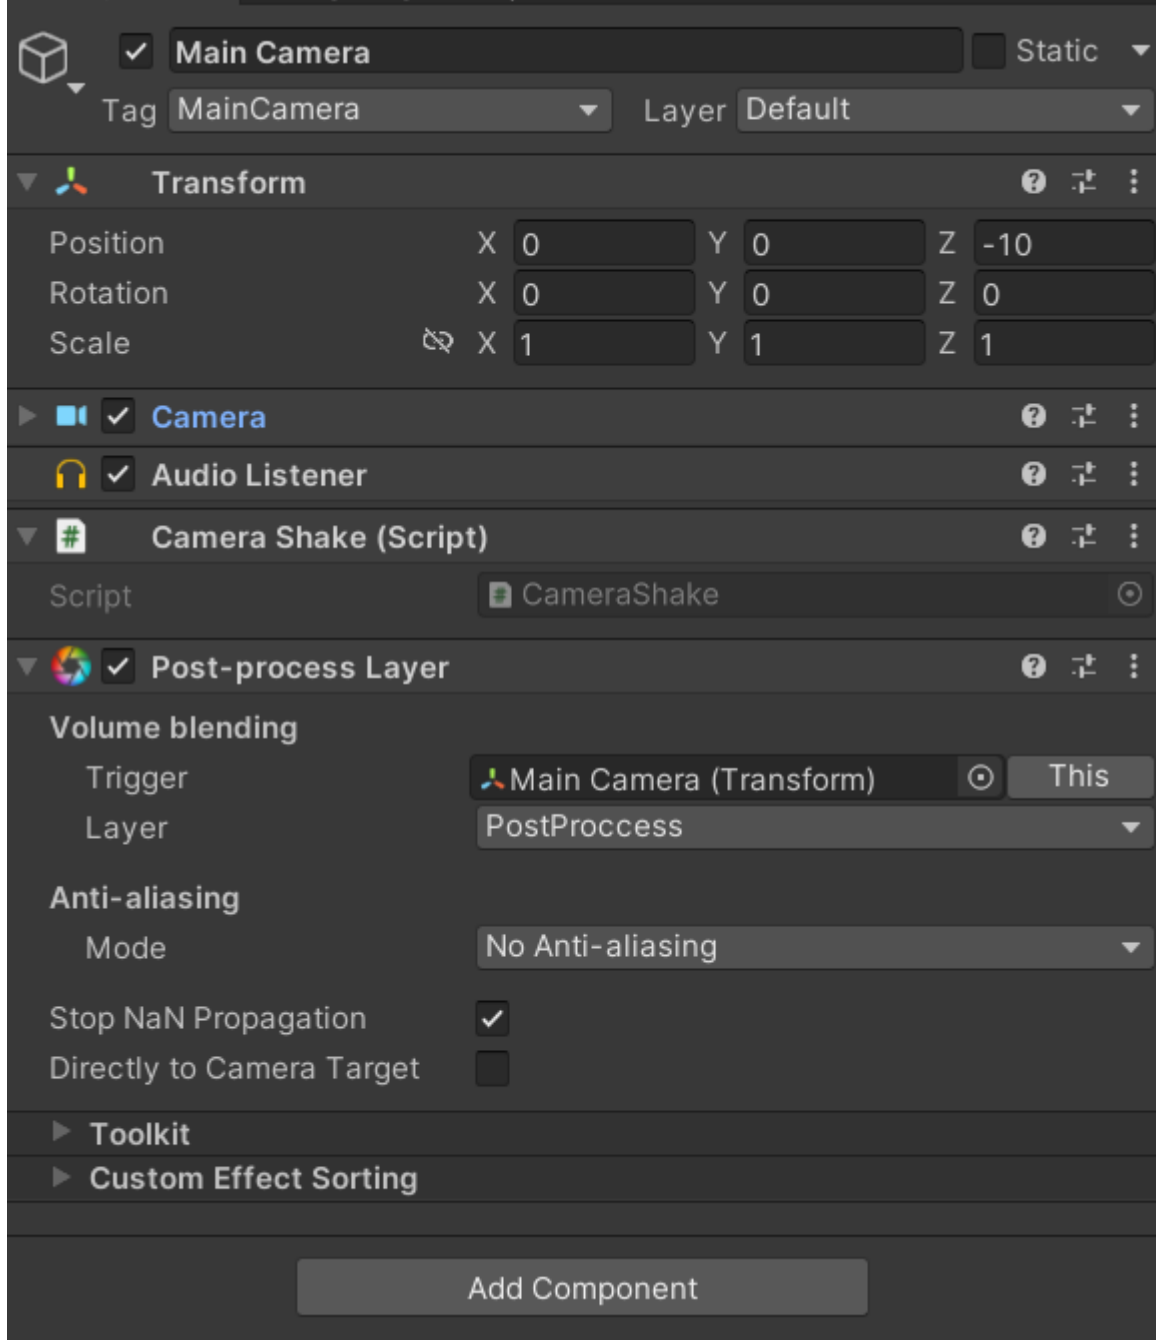 Main Camera Static
Tag MainCamera Layer Default
Transform
Position X 0 Y 0 Z -10
Rotation X 0 Y 0 Z 0
Scale X 1 Y 1 Z 1
Camera
Audio Listener
# Camera Shake (Script)
Script # CameraShake
Post-process Layer
Volume blending
Trigger Main Camera (Transform) This
Layer PostProccess
Anti-aliasing
Mode No Anti-aliasing
Stop NaN Propagation
Directly to Camera Target
Toolkit
Custom Effect Sorting
Add Component